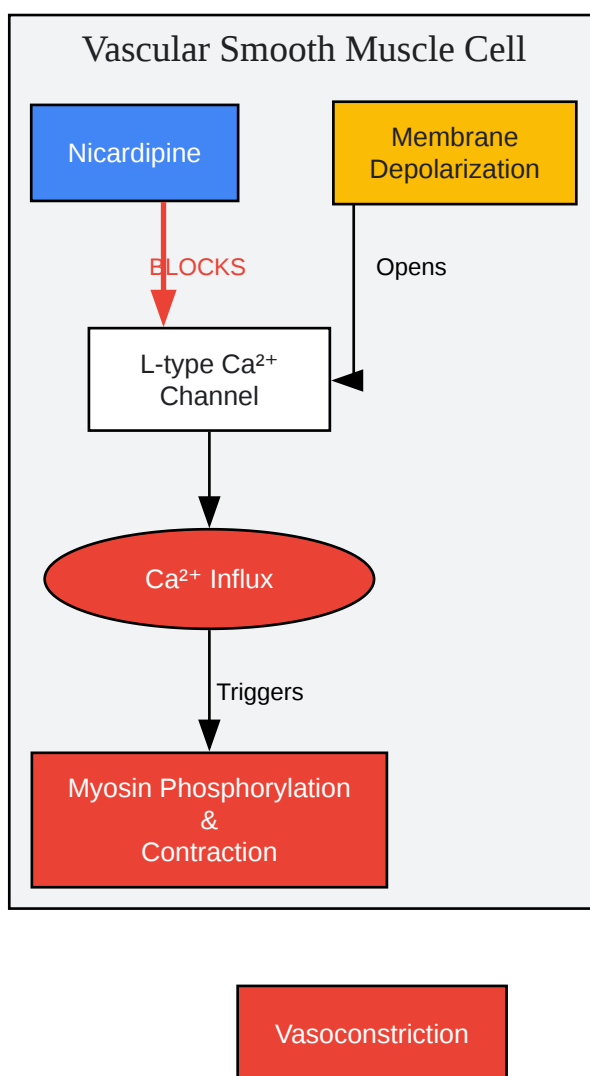 Vascular Smooth Muscle Cell
Nicardipine
Membrane
Depolarization
BLOCKS
Opens
L-type Ca²⁺
Channel
Ca²⁺ Influx
Triggers
Myosin Phosphorylation
&
Contraction
Vasoconstriction